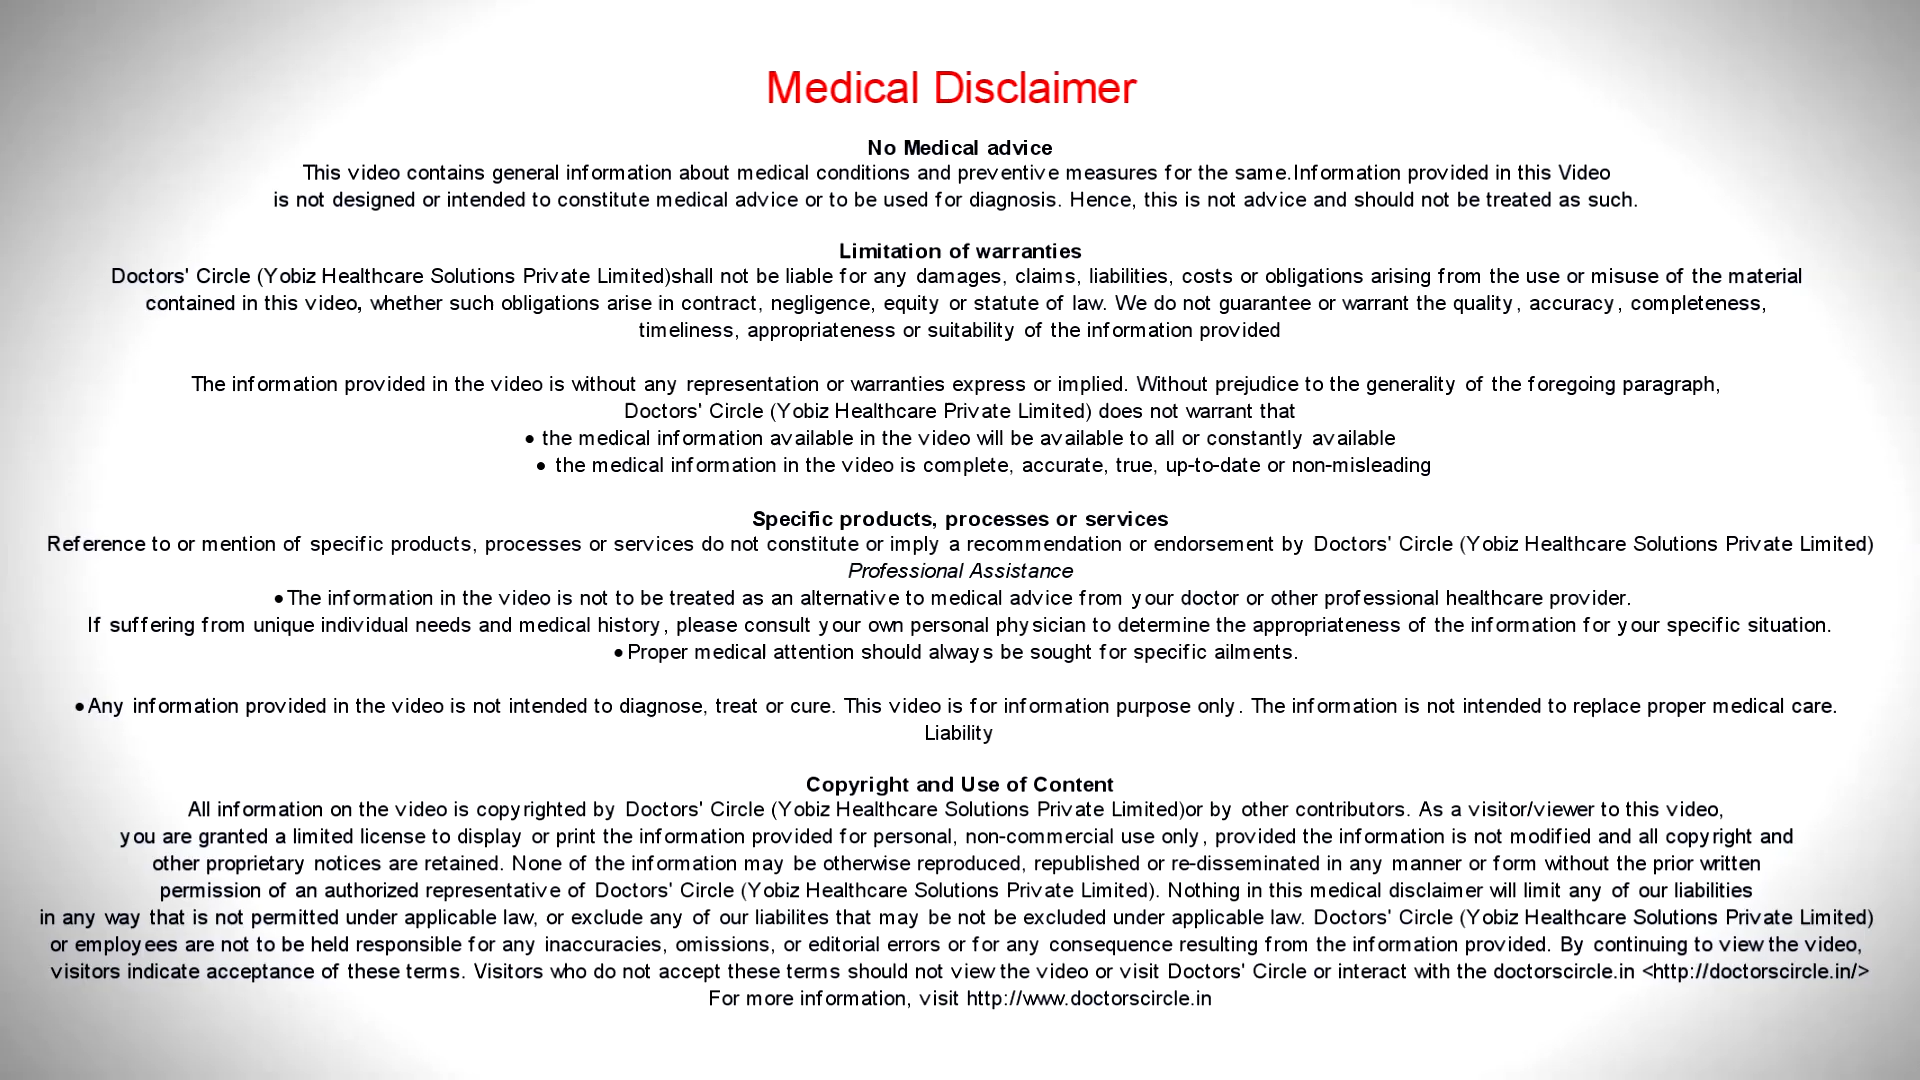 Medical Disclaimer
No Medical advice
This video contains general information about medical conditions and preventive measures for the same.Information provided in this Video
is not designed or intended to constitute medical advice or to be used for diagnosis. Hence, this is not advice and should not be treated as such.
Limitation of warranties
Doctors' Circle (Yobiz Healthcare Solutions Private Limited)shall not be liable for any damages, claims, liabilities, costs or obligations arising from the use or misuse of the material
contained in this video, whether such obligations arise in contract, negligence, equity or statute of law. We do not guarantee or warrant the quality, accuracy, completeness,
timeliness, appropriateness or suitability of the information provided
The information provided in the video is without any representation or warranties express or implied. Without prejudice to the generality of the foregoing paragraph,
Doctors' Circle (Yobiz Healthcare Private Limited) does not warrant that
• the medical information available in the video will be available to all or constantly available
• the medical information in the video is complete, accurate, true, up-to-date or non-misleading
Specific products, processes or services
Reference to or mention of specific products, processes or services do not constitute or imply a recommendation or endorsement by Doctors' Circle (Yobiz Healthcare Solutions Private Limited)
Professional Assistance
•The information in the video is not to be treated as an alternative to medical advice from your doctor or other professional healthcare provider.
If suffering from unique individual needs and medical history, please consult your own personal physician to determine the appropriateness of the information for your specific situation.
•Proper medical attention should always be sought for specific ailments.
•Any information provided in the video is not intended to diagnose, treat or cure. This video is for information purpose only. The information is not intended to replace proper medical care.
Liability
Copyright and Use of Content
All information on the video is copyrighted by Doctors' Circle (Yobiz Healthcare Solutions Private Limited)or by other contributors. As a visitor/viewer to this video,
you are granted a limited license to display or print the information provided for personal, non-commercial use only, provided the information is not modified and all copyright and
other proprietary notices are retained. None of the information may be otherwise reproduced, republished or re-disseminated in any manner or form without the prior written
permission of an authorized representative of Doctors' Circle (Yobiz Healthcare Solutions Private Limited). Nothing in this medical disclaimer will limit any of our liabilities
in any way that is not permitted under applicable law, or exclude any of our liabilites that may be not be excluded under applicable law. Doctors' Circle (Yobiz Healthcare Solutions Private Limited)
or employees are not to be held responsible for any inaccuracies, omissions, or editorial errors or for any consequence resulting from the information provided. By continuing to view the video,
visitors indicate acceptance of these terms. Visitors who do not accept these terms should not view the video or visit Doctors' Circle or interact with the doctorscircle.in <http://doctorscircle.in/>
For more information, visit http://www.doctorscircle.in